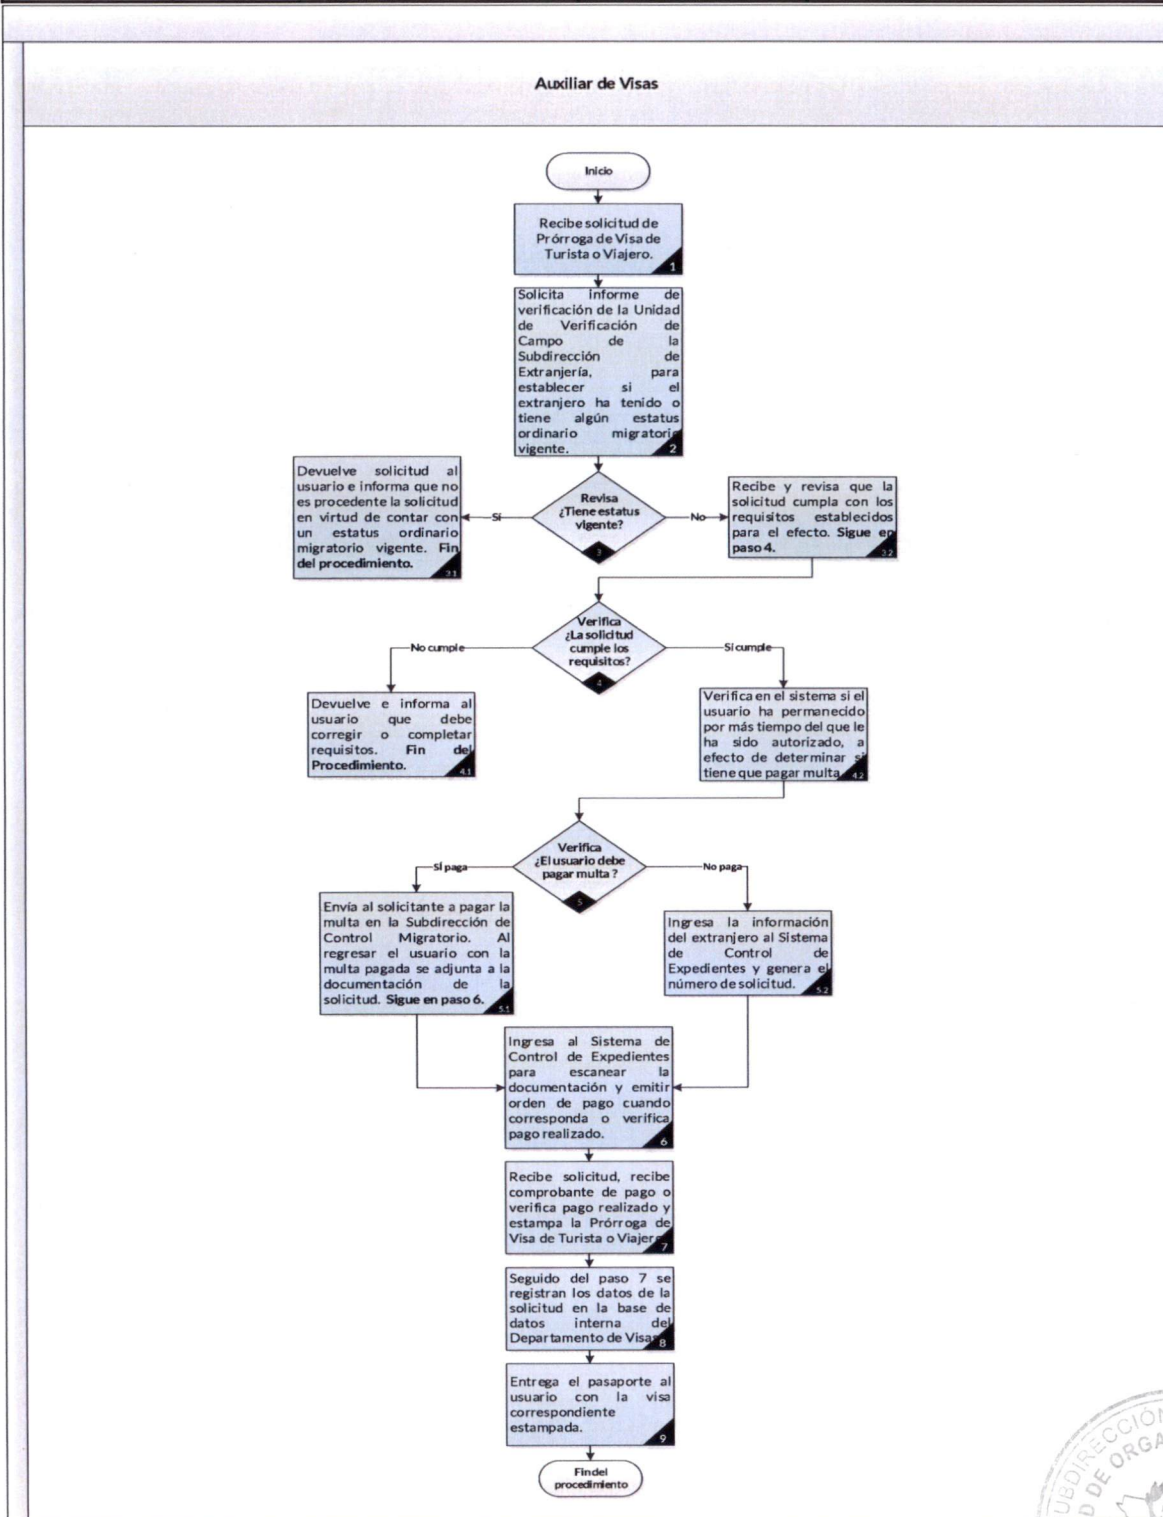 Auxiliar de Visas
Inicio
Recibe solicitud de
Prórroga de Visa de
Turista o Viajero.
1
Solicita informe de
verificación de la Unidad
de Verificación de
Campo de la
Subdirección de
Extranjería, para
establecer si el
extranjero ha tenido o
tiene algún estatus
ordinario migratorio
vigente.
2
Revisa
¿Tiene estatus
vigente?
3
Sí
No
Devuelve solicitud al
usuario e informa que no
es procedente la solicitud
en virtud de contar con
un estatus ordinario
migratorio vigente. Fin
del procedimiento.
3.1
Recibe y revisa que la
solicitud cumpla con los
requisitos establecidos
para el efecto. Sigue en
paso 4.
3.2
Verifica
¿La solicitud
cumple los
requisitos?
4
No cumple
Sí cumple
Devuelve e informa al
usuario que debe
corregir o completar
requisitos. Fin del
Procedimiento.
4.1
Verifica en el sistema si el
usuario ha permanecido
por más tiempo del que le
ha sido autorizado, a
efecto de determinar si
tiene que pagar multa
4.2
Verifica
¿El usuario debe
pagar multa ?
5
Sí paga
No paga
Envía al solicitante a pagar la
multa en la Subdirección de
Control Migratorio. Al
regresar el usuario con la
multa pagada se adjunta a la
documentación de la
solicitud. Sigue en paso 6.
5.1
Ingresa la información
del extranjero al Sistema
de Control de
Expedientes y genera el
número de solicitud.
5.2
Ingresa al Sistema de
Control de Expedientes
para escanear la
documentación y emitir
orden de pago cuando
corresponda o verifica
pago realizado.
6
Recibe solicitud, recibe
comprobante de pago o
verifica pago realizado y
estampa la Prórroga de
Visa de Turista o Viajero
7
Seguido del paso 7 se
registran los datos de la
solicitud en la base de
datos interna del
Departamento de Visas
8
Entrega el pasaporte al
usuario con la visa
correspondiente
estampada.
9
Fin del
procedimiento